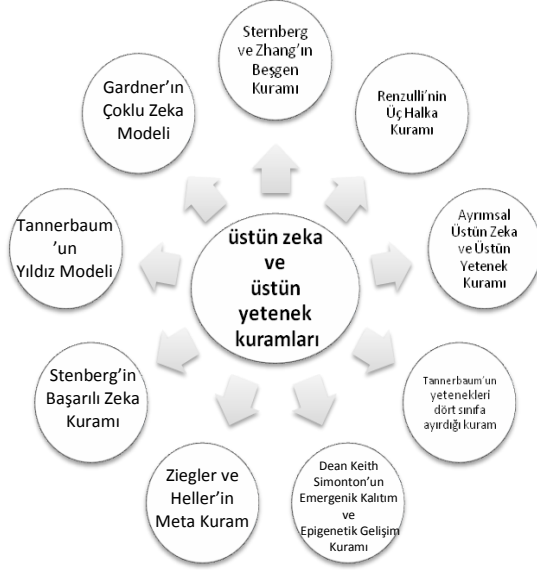 Sternberg
ve Zhang'ın
Beşgen
Kuramı
Renzulli'nin
Üç Halka
Kuramı
Ayrımsal
Üstün Zeka
ve Üstün
Yetenek
Kuramı
Tannerbaum'un
yetenekleri
dört sınıfa
ayırdığı kuram
Dean Keith
Simonton'un
Emergenik Kalıtım
ve
Epigenetik Gelişim
Kuramı
Ziegler ve
Heller'in
Meta Kuram
Stenberg'in
Başarılı Zeka
Kuramı
Tannerbaum
'un
Yıldız Modeli
Gardner'ın
Çoklu Zeka
Modeli
üstün zeka
ve
üstün
yetenek
kuramları